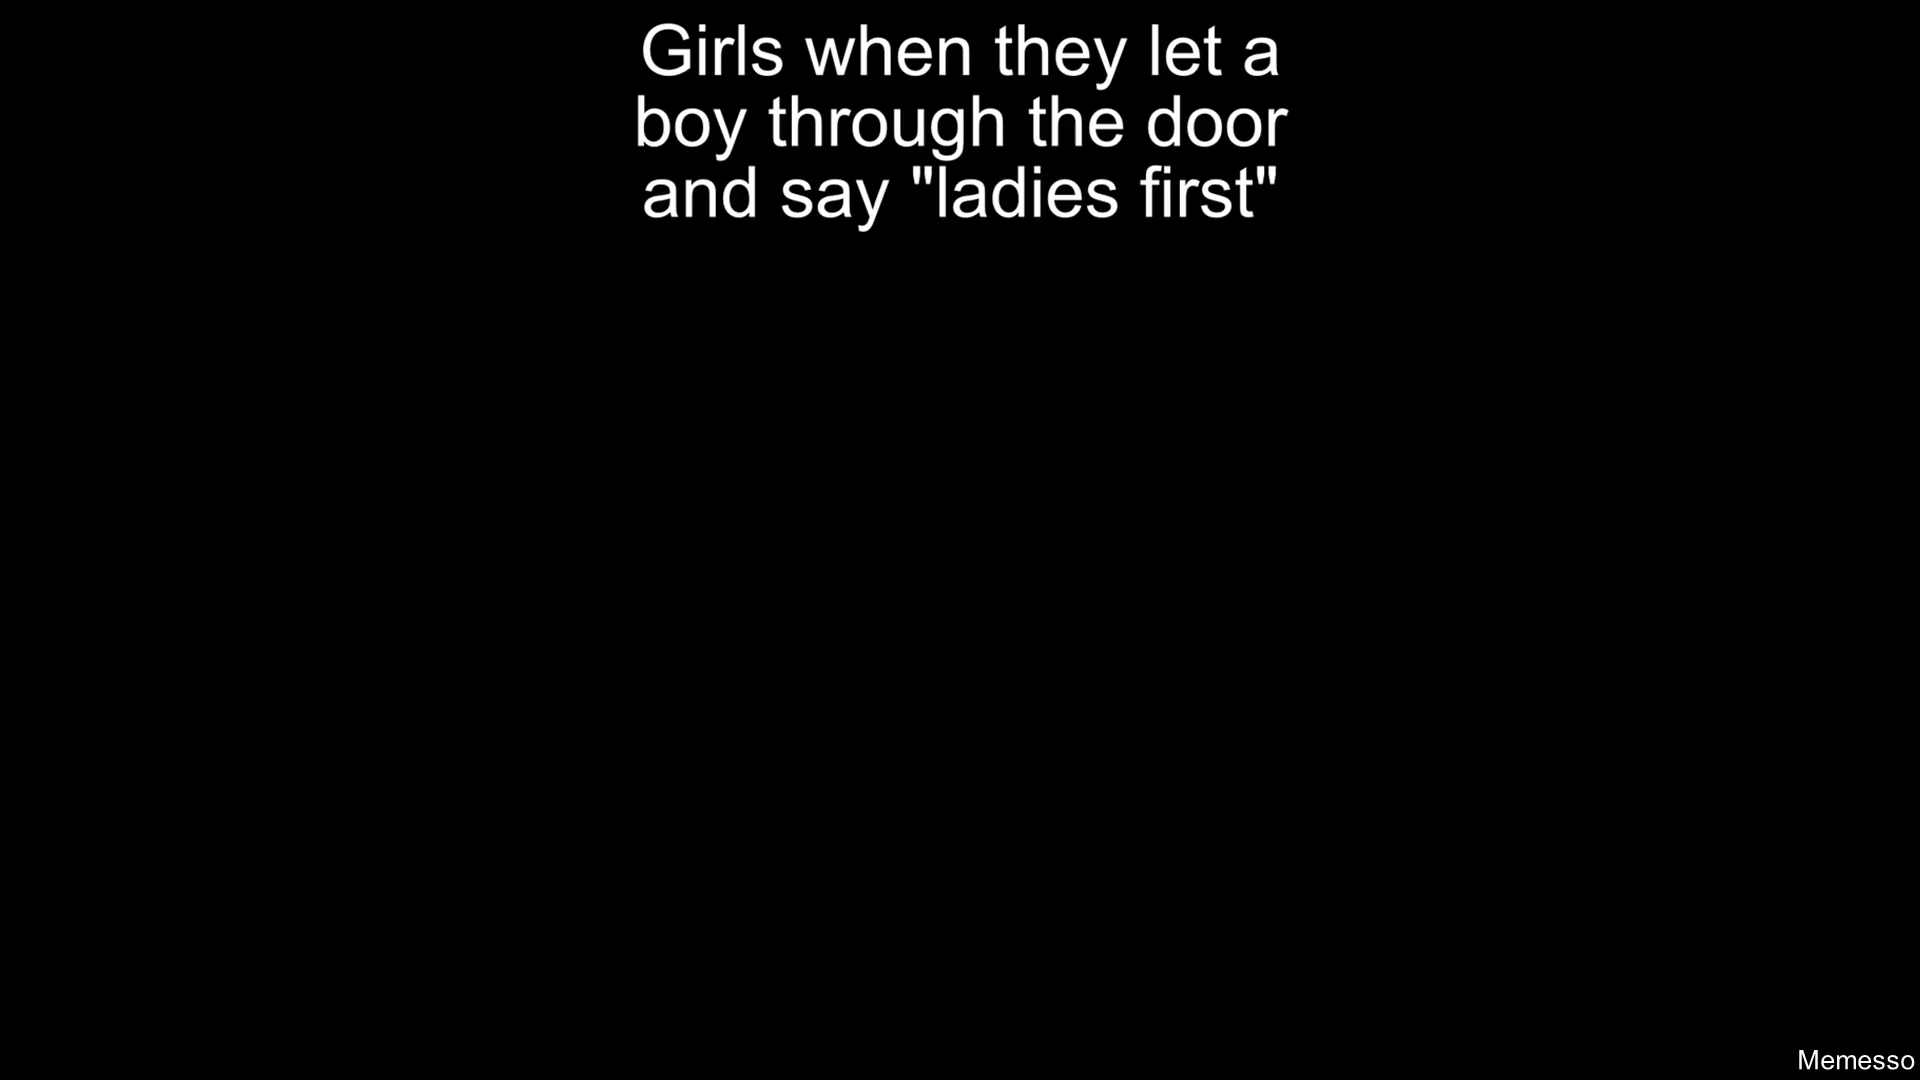 Girls when they let a
boy through the door
and say "ladies first"
Memesso